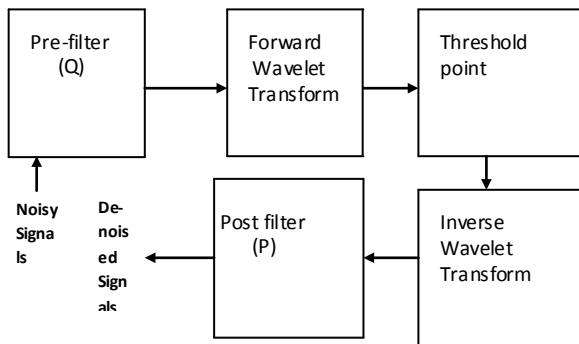 Pre-filter
(Q)
Forward
Wavelet
Transform
Threshold
point
Noisy
Signa
ls
De-
nois
ed
Sign
als
Post filter
(P)
Inverse
Wavelet
Transform